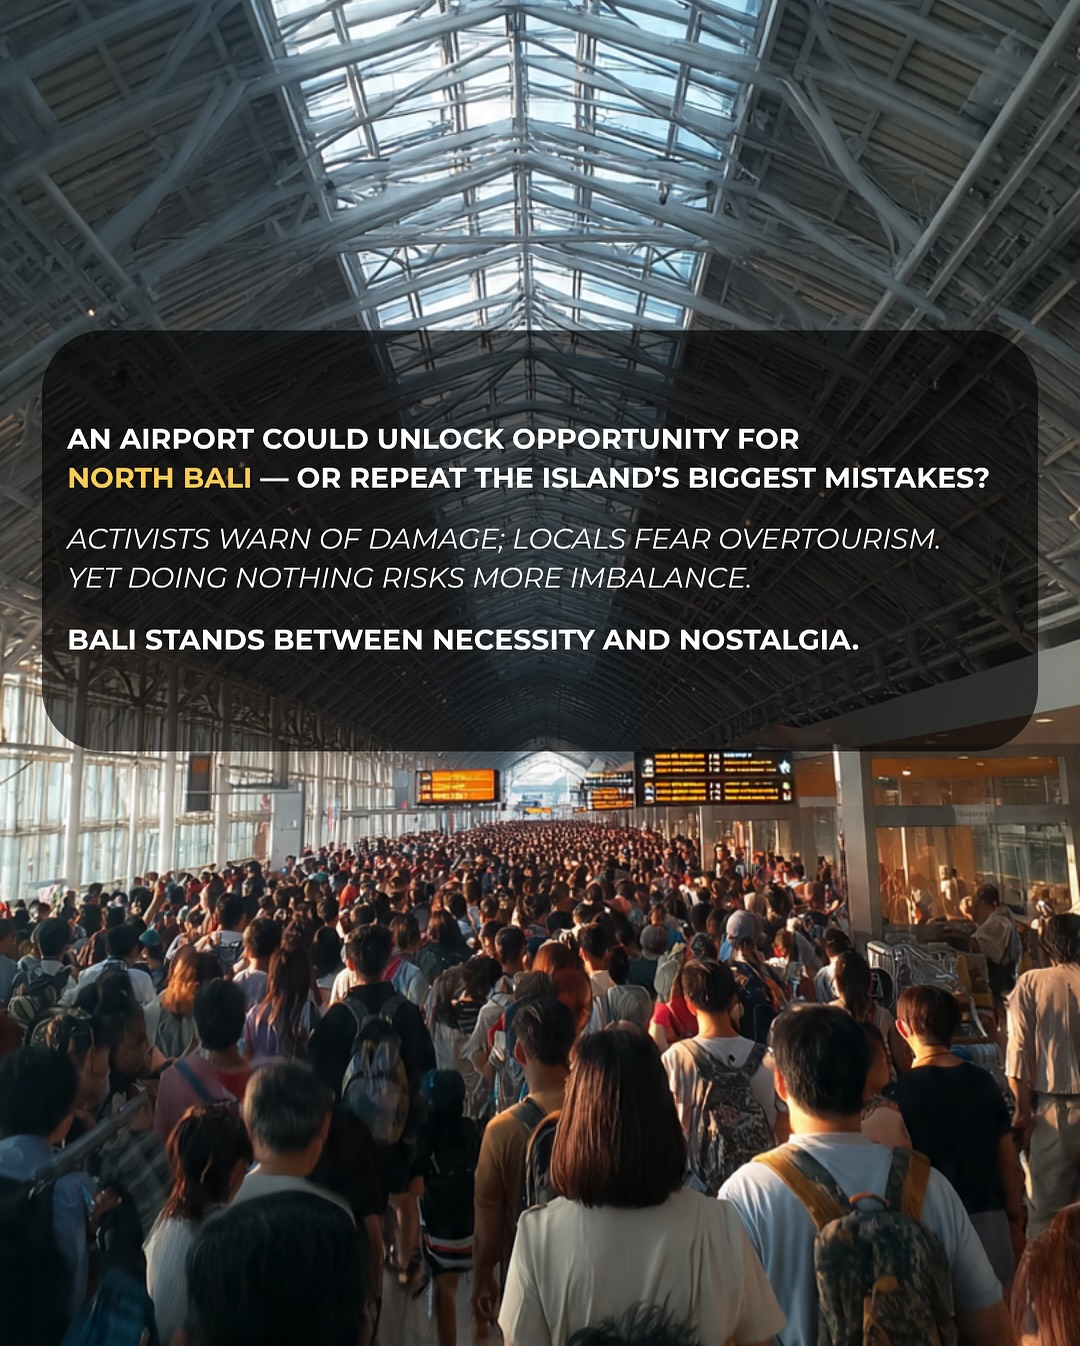 AN AIRPORT COULD UNLOCK OPPORTUNITY FOR
NORTH BALI — OR REPEAT THE ISLAND’S BIGGEST MISTAKES?
ACTIVISTS WARN OF DAMAGE; LOCALS FEAR OVERTOURISM.
YET DOING NOTHING RISKS MORE IMBALANCE.
BALI STANDS BETWEEN NECESSITY AND NOSTALGIA.